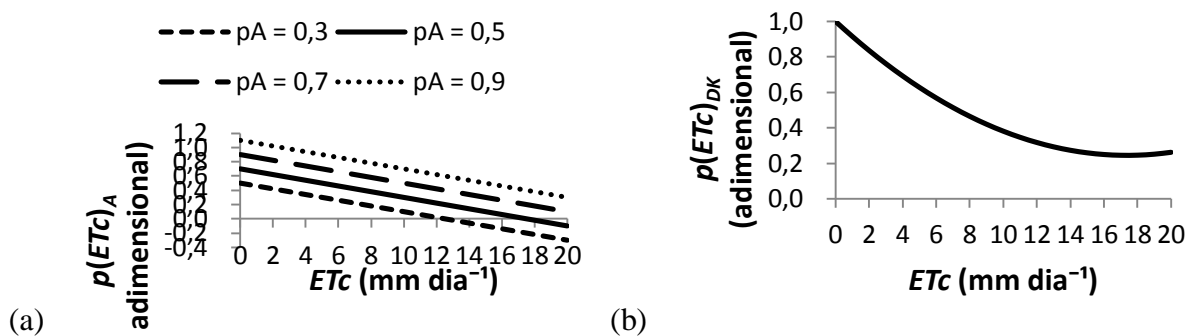 pA = 0,3 pA = 0,5
pA = 0,7 pA = 0,9
p(ETc)A
adimensional)
1,2
1,0
0,8
0,6
0,4
0,2
0,0
-0,2
-0,4
0 2 4 6 8 10 12 14 16 18 20
ETc (mm dia⁻¹)
(a)
p(ETc)DK
(adimensional)
1,0
0,8
0,6
0,4
0,2
0,0
0 2 4 6 8 10 12 14 16 18 20
ETc (mm dia⁻¹)
(b)